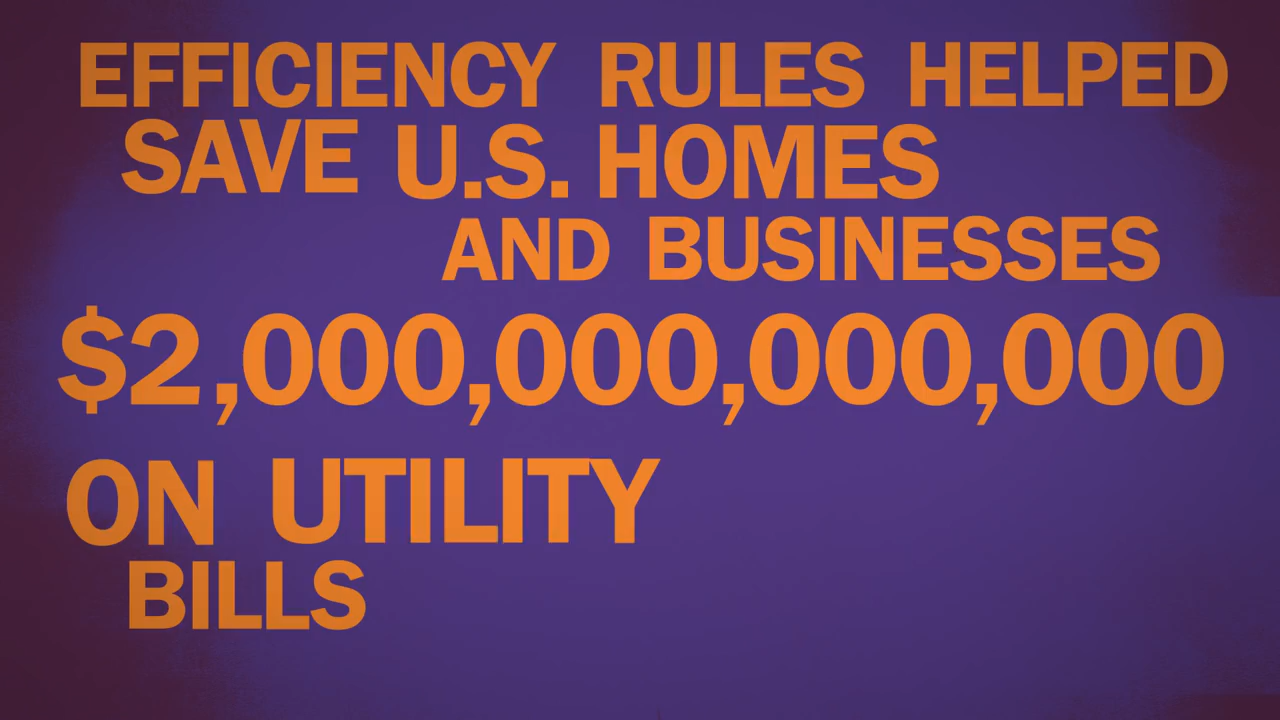 EFFICIENCY RULES HELPED
SAVE U.S. HOMES
AND BUSINESSES
$2,000,000,000,000
ON UTILITY
BILLS